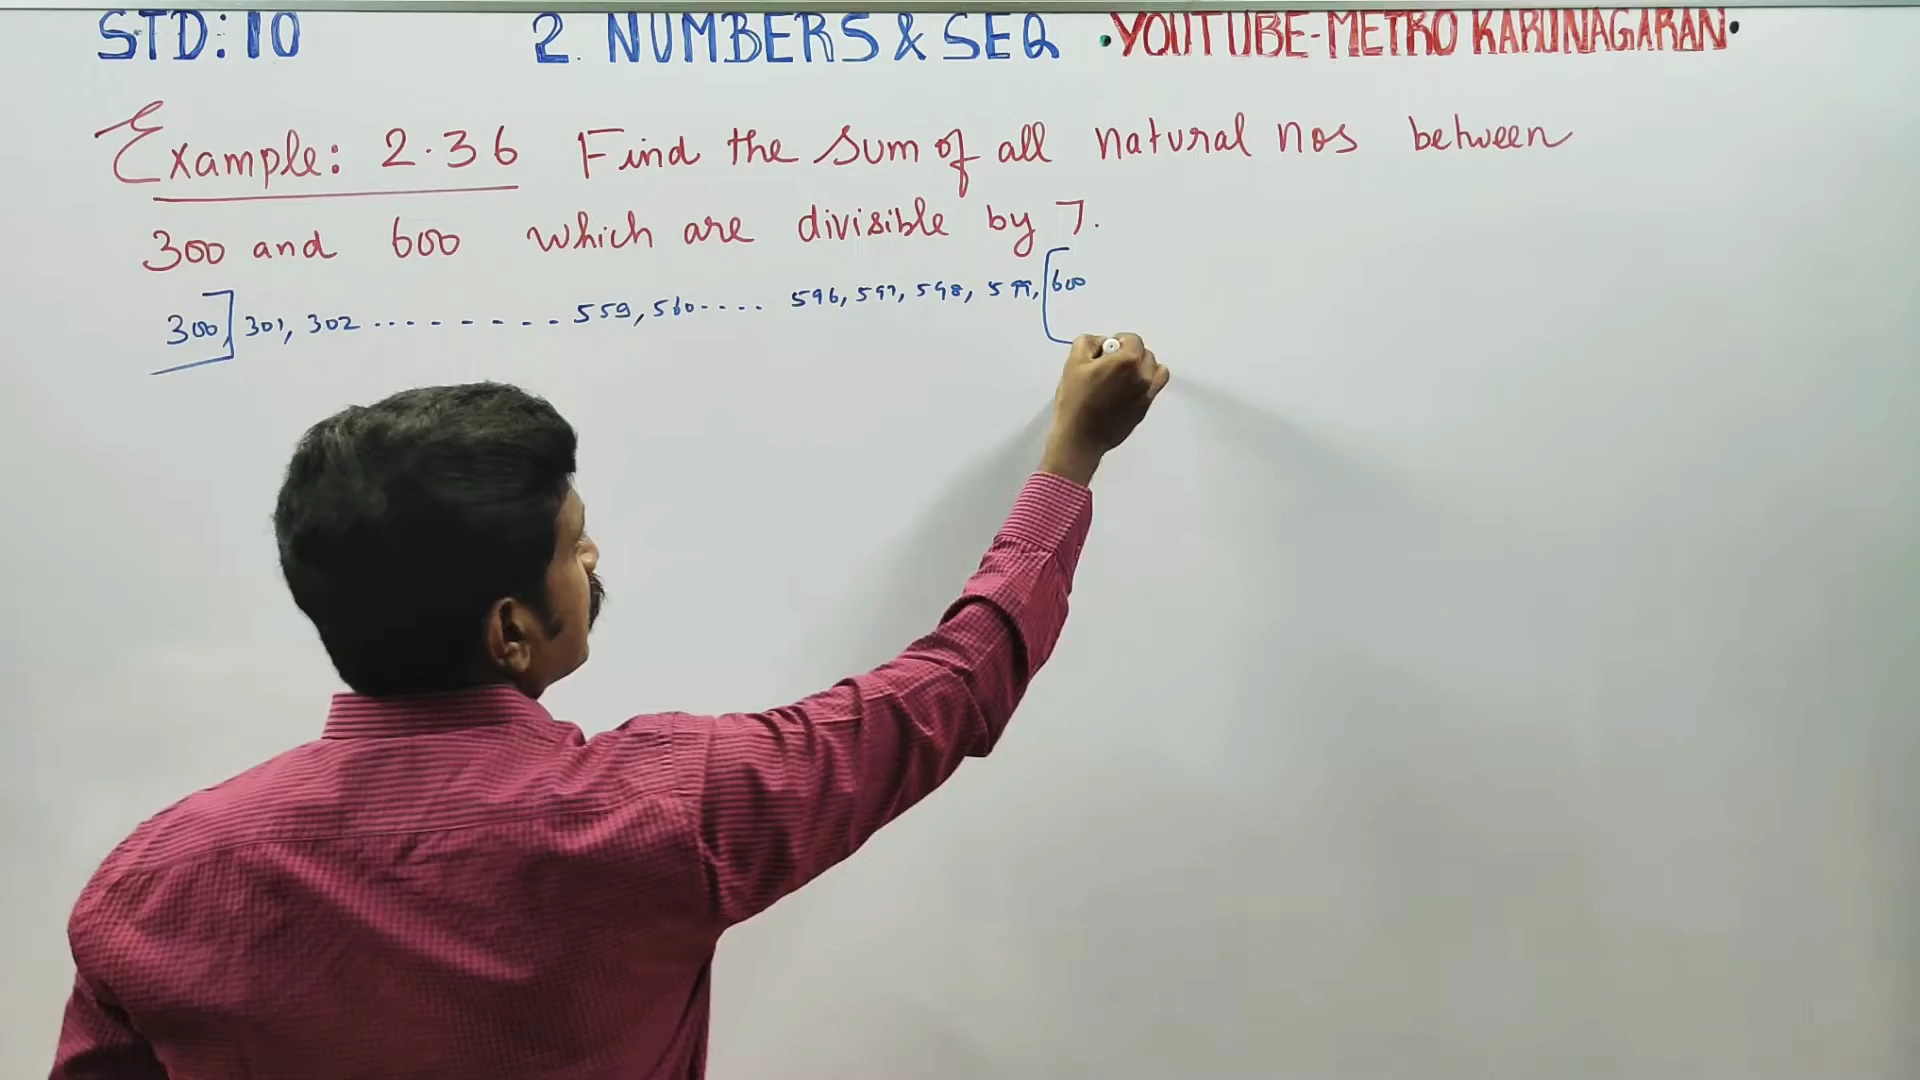 STD: 10 2. NUMBERS & SEQ •YOUTUBE-METRO KARUNAGARAN•
Example: 2.36 Find the sum of all natural nos between
300 and 600 which are divisible by 7.
300, 301, 302 ......... 559, 560.... 596, 597, 598, 599, 600